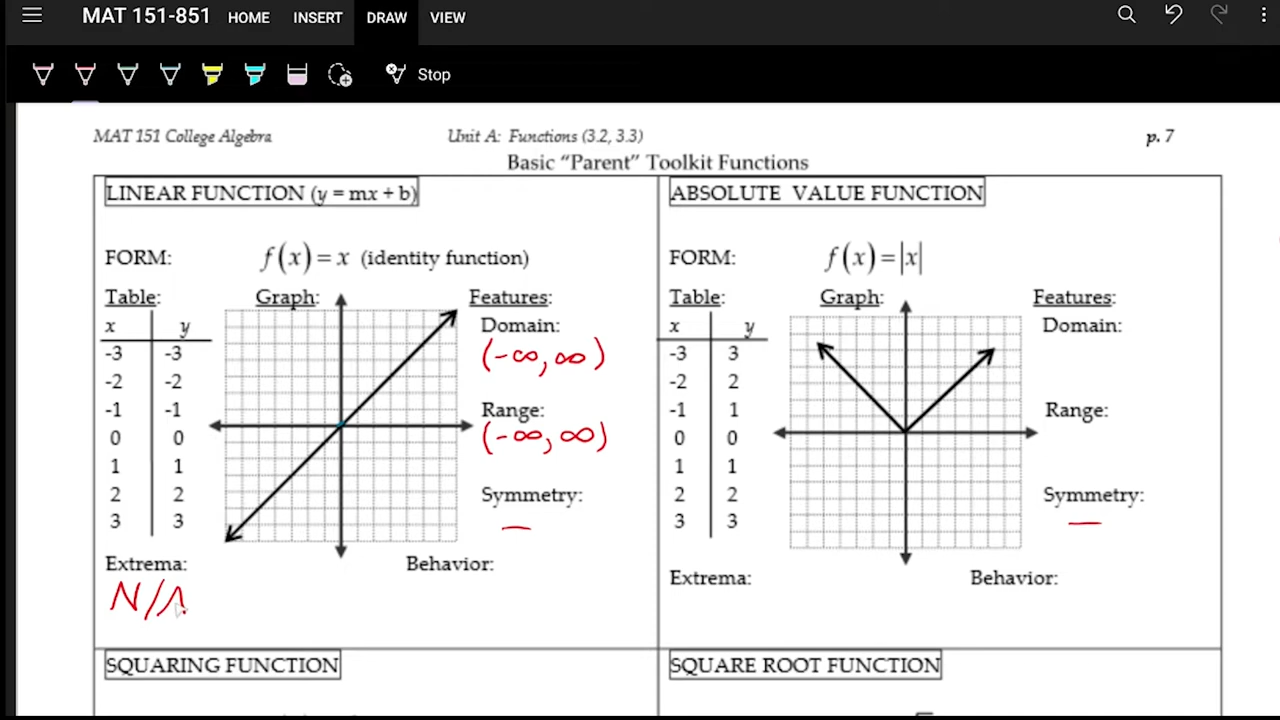 MAT 151-851 HOME INSERT DRAW VIEW
Stop
MAT 151 College Algebra Unit A: Functions (3.2, 3.3) p. 7
Basic “Parent” Toolkit Functions
LINEAR FUNCTION (y = mx + b)
FORM: f(x) = x (identity function)
Table: Graph: Features:
x y
-3 -3
-2 -2
-1 -1
0 0
1 1
2 2
3 3
Domain:
(-∞, ∞)
Range:
(-∞, ∞)
Symmetry:
—
Extrema: Behavior:
N/A
ABSOLUTE VALUE FUNCTION
FORM: f(x) = |x|
Table: Graph: Features:
x y
-3 3
-2 2
-1 1
0 0
1 1
2 2
3 3
Domain:
Range:
Symmetry:
—
Extrema: Behavior:
SQUARING FUNCTION
SQUARE ROOT FUNCTION